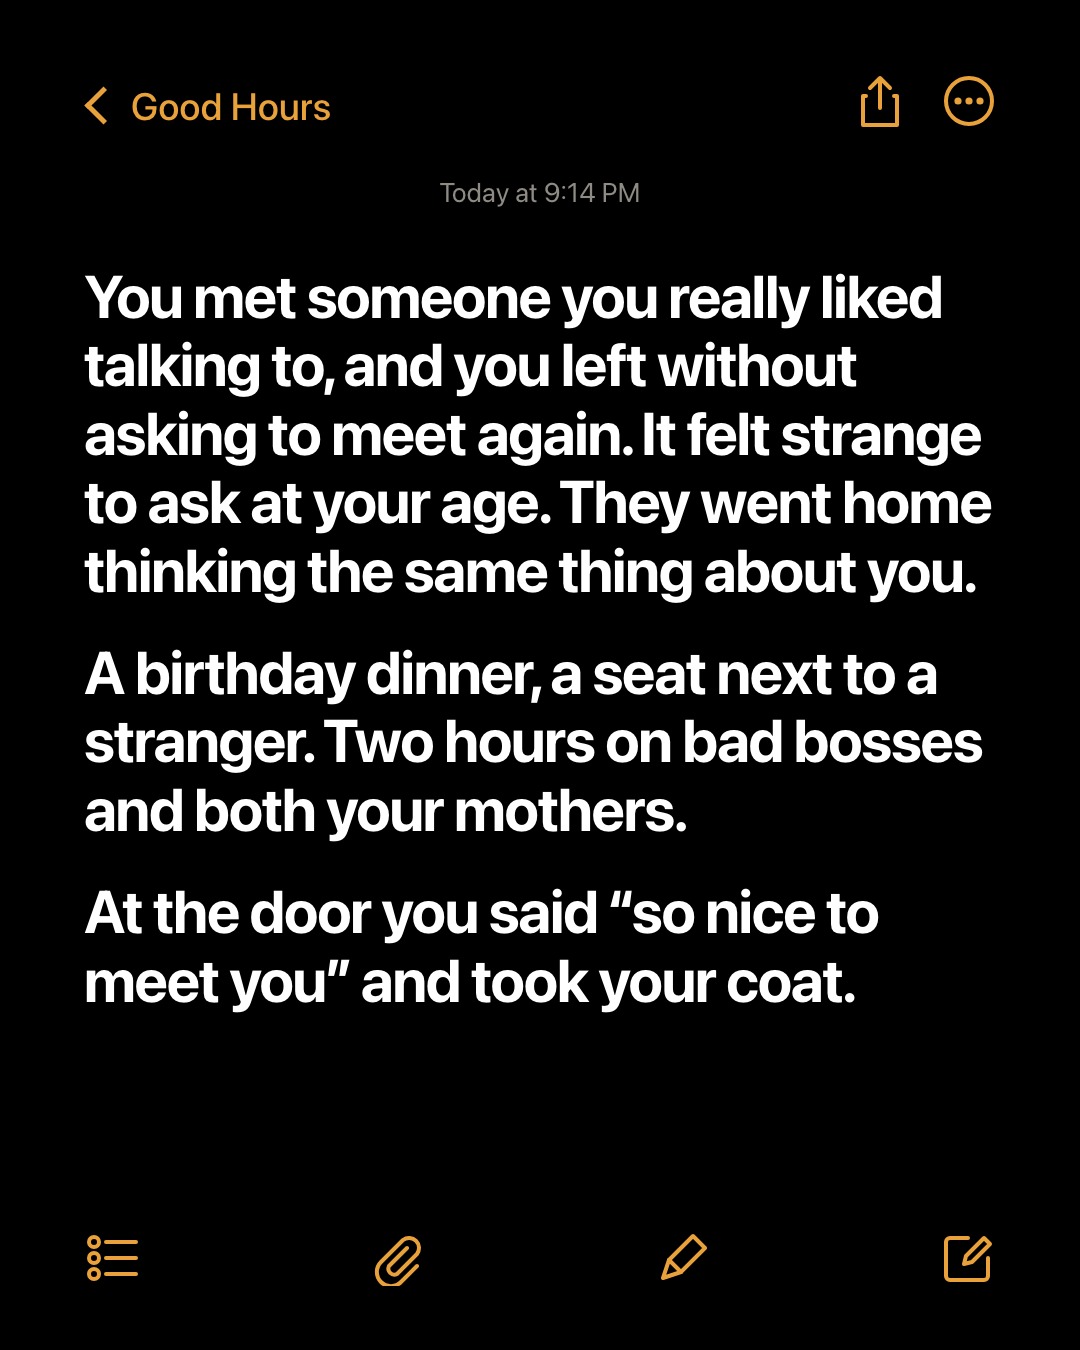 Good Hours
Today at 9:14 PM
You met someone you really liked
talking to, and you left without
asking to meet again. It felt strange
to ask at your age. They went home
thinking the same thing about you.
A birthday dinner, a seat next to a
stranger. Two hours on bad bosses
and both your mothers.
At the door you said “so nice to
meet you” and took your coat.